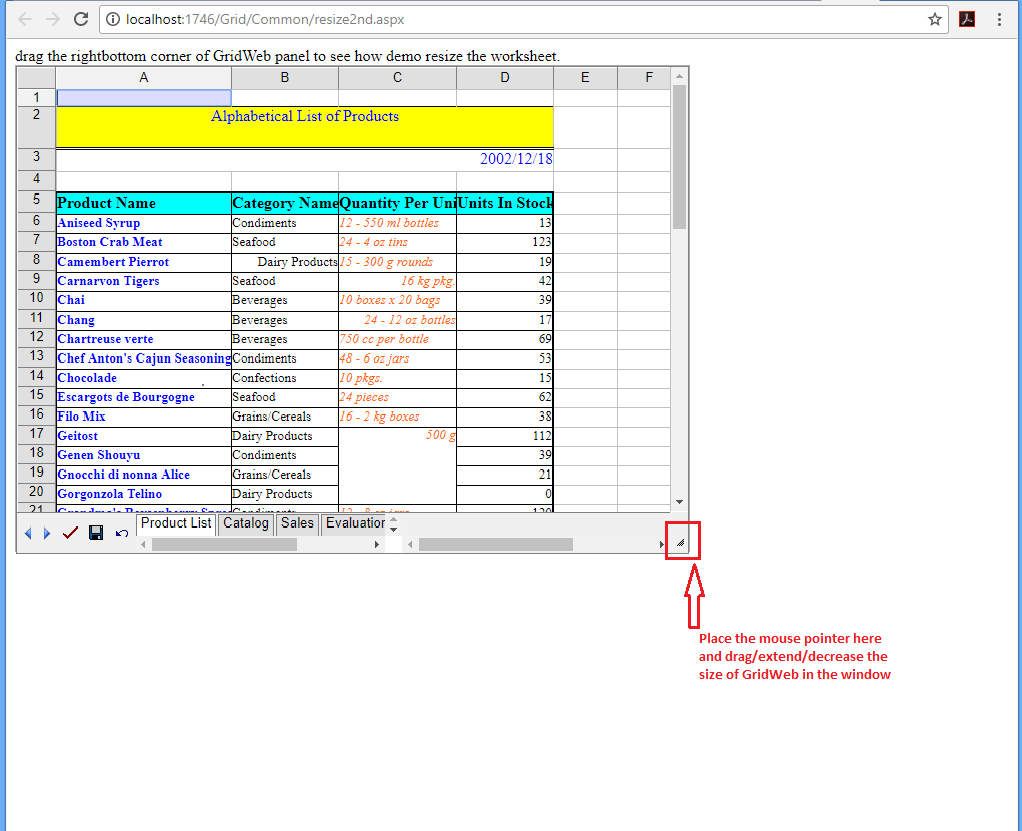 localhost:1746/Grid/Common/resize2nd.aspx
drag the rightbottom corner of GridWeb panel to see how demo resize the worksheet.
A B C D E F
1
2 Alphabetical List of Products
3 2002/12/18
4
5 Product Name Category Name Quantity Per Uni Units In Stock
6 Aniseed Syrup Condiments 12 - 550 ml bottles 13
7 Boston Crab Meat Seafood 24 - 4 oz tins 123
8 Camembert Pierrot Dairy Products 15 - 300 g rounds 19
9 Carnarvon Tigers Seafood 16 kg pkg. 42
10 Chai Beverages 10 boxes x 20 bags 39
11 Chang Beverages 24 - 12 oz bottles 17
12 Chartreuse verte Beverages 750 cc per bottle 69
13 Chef Anton's Cajun Seasoning Condiments 48 - 6 oz jars 53
14 Chocolade Confections 10 pkgs. 15
15 Escargots de Bourgogne Seafood 24 pieces 62
16 Filo Mix Grains/Cereals 16 - 2 kg boxes 38
17 Geitost Dairy Products 500 g 112
18 Genen Shouyu Condiments 39
19 Gnocchi di nonna Alice Grains/Cereals 21
20 Gorgonzola Telino Dairy Products 0
21
Product List Catalog Sales Evaluation
Place the mouse pointer here
and drag/extend/decrease the
size of GridWeb in the window